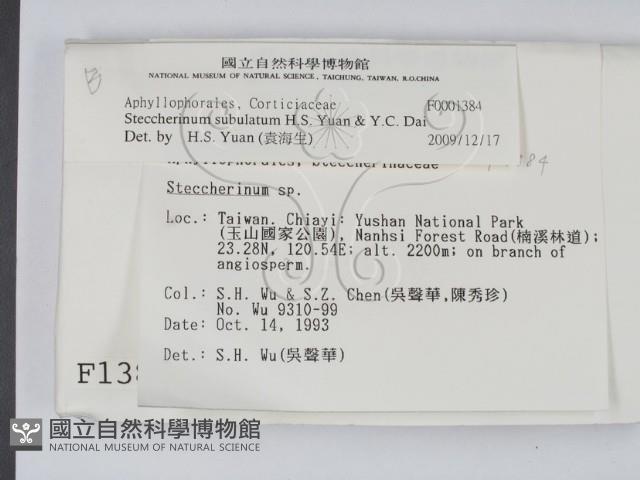 國立自然科學博物館
NATIONAL MUSEUM OF NATURAL SCIENCE, TAICHUNG, TAIWAN, R.O.CHINA
Aphyllophorales, Corticiaceae F0001384
Steccherinum subulatum H.S. Yuan & Y.C. Dai
Det. by H.S. Yuan (袁海生) 2009/12/17
Aphyllophorales, Steccherinaceae
Steccherinum sp.
Loc.: Taiwan. Chiayi: Yushan National Park
(玉山國家公園), Nanhsi Forest Road(楠溪林道);
23.28N, 120.54E; alt. 2200m; on branch of
angiosperm.
Col.: S.H. Wu & S.Z. Chen(吳聲華,陳秀珍)
No. Wu 9310-99
Date: Oct. 14, 1993
Det.: S.H. Wu(吳聲華)
F138
國立自然科學博物館
NATIONAL MUSEUM OF NATURAL SCIENCE